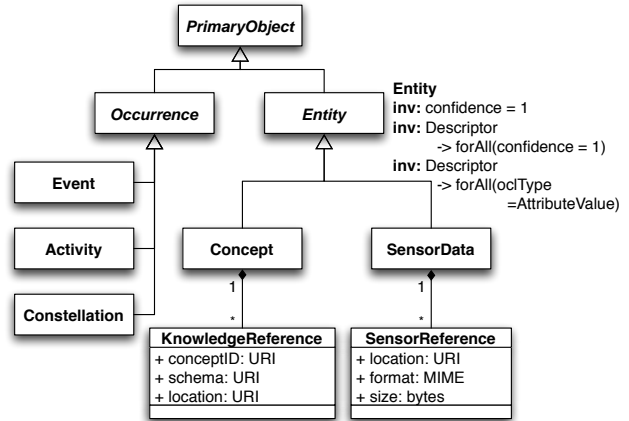 PrimaryObject
Occurrence
Entity
Entity
inv: confidence = 1
inv: Descriptor
-> forAll(confidence = 1)
inv: Descriptor
-> forAll(oclType
=AttributeValue)
Event
Activity
Constellation
Concept
SensorData
1
*
1
*
KnowledgeReference
+ conceptID: URI
+ schema: URI
+ location: URI
SensorReference
+ location: URI
+ format: MIME
+ size: bytes